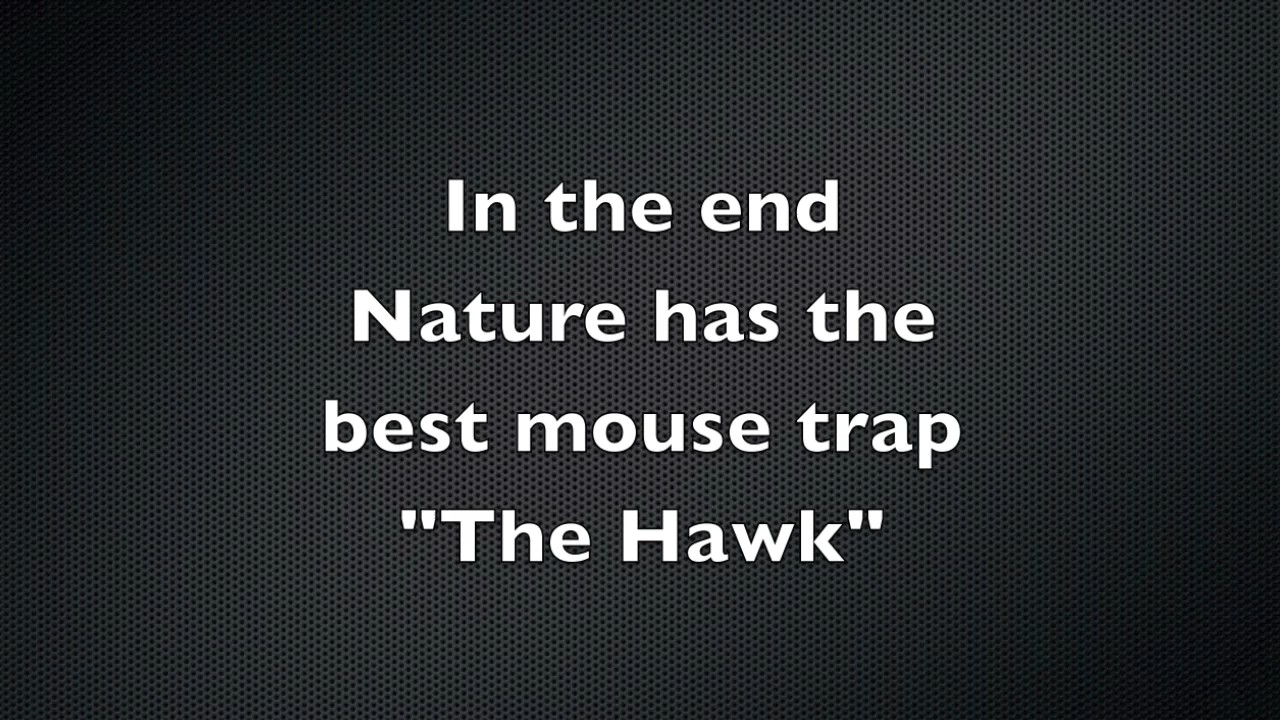 In the end
Nature has the
best mouse trap
"The Hawk"